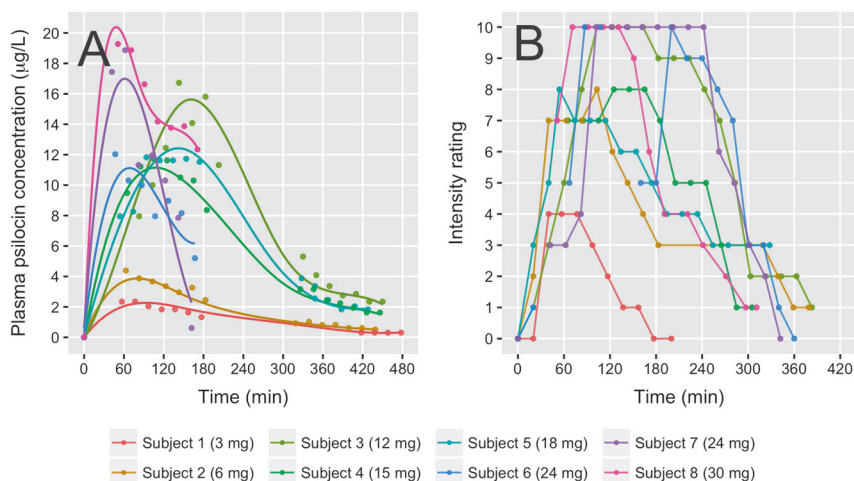 A
B
Plasma psilocin concentration (µg/L)
20
18
16
14
12
10
8
6
4
2
0
0 60 120 180 240 300 360 420 480
Time (min)
Intensity rating
10
9
8
7
6
5
4
3
2
1
0
0 60 120 180 240 300 360 420
Time (min)
Subject 1 (3 mg) Subject 3 (12 mg) Subject 5 (18 mg) Subject 7 (24 mg)
Subject 2 (6 mg) Subject 4 (15 mg) Subject 6 (24 mg) Subject 8 (30 mg)